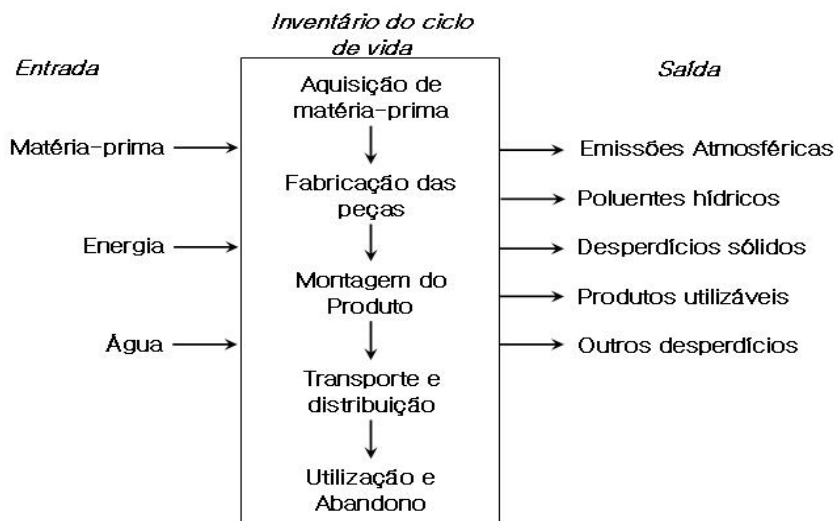 Inventário do ciclo
de vida
Entrada
Saída
Aquisição de
matéria-prima
Matéria-prima
Emissões Atmosféricas
Fabricação das
peças
Poluentes hídricos
Energia
Desperdícios sólidos
Montagem do
Produto
Produtos utilizáveis
Água
Outros desperdícios
Transporte e
distribuição
Utilização e
Abandono